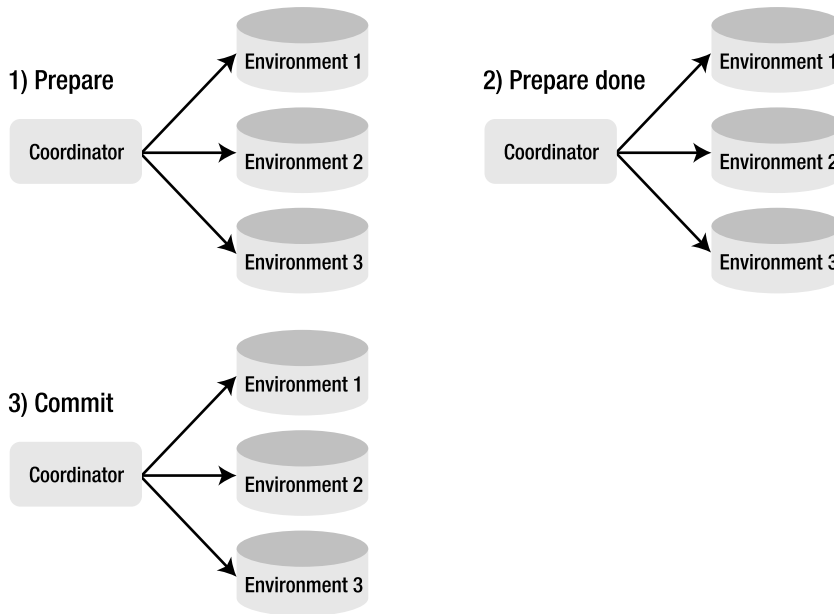 1) Prepare
Coordinator
Environment 1
Environment 2
Environment 3
2) Prepare done
Coordinator
Environment 1
Environment 2
Environment 3
3) Commit
Coordinator
Environment 1
Environment 2
Environment 3